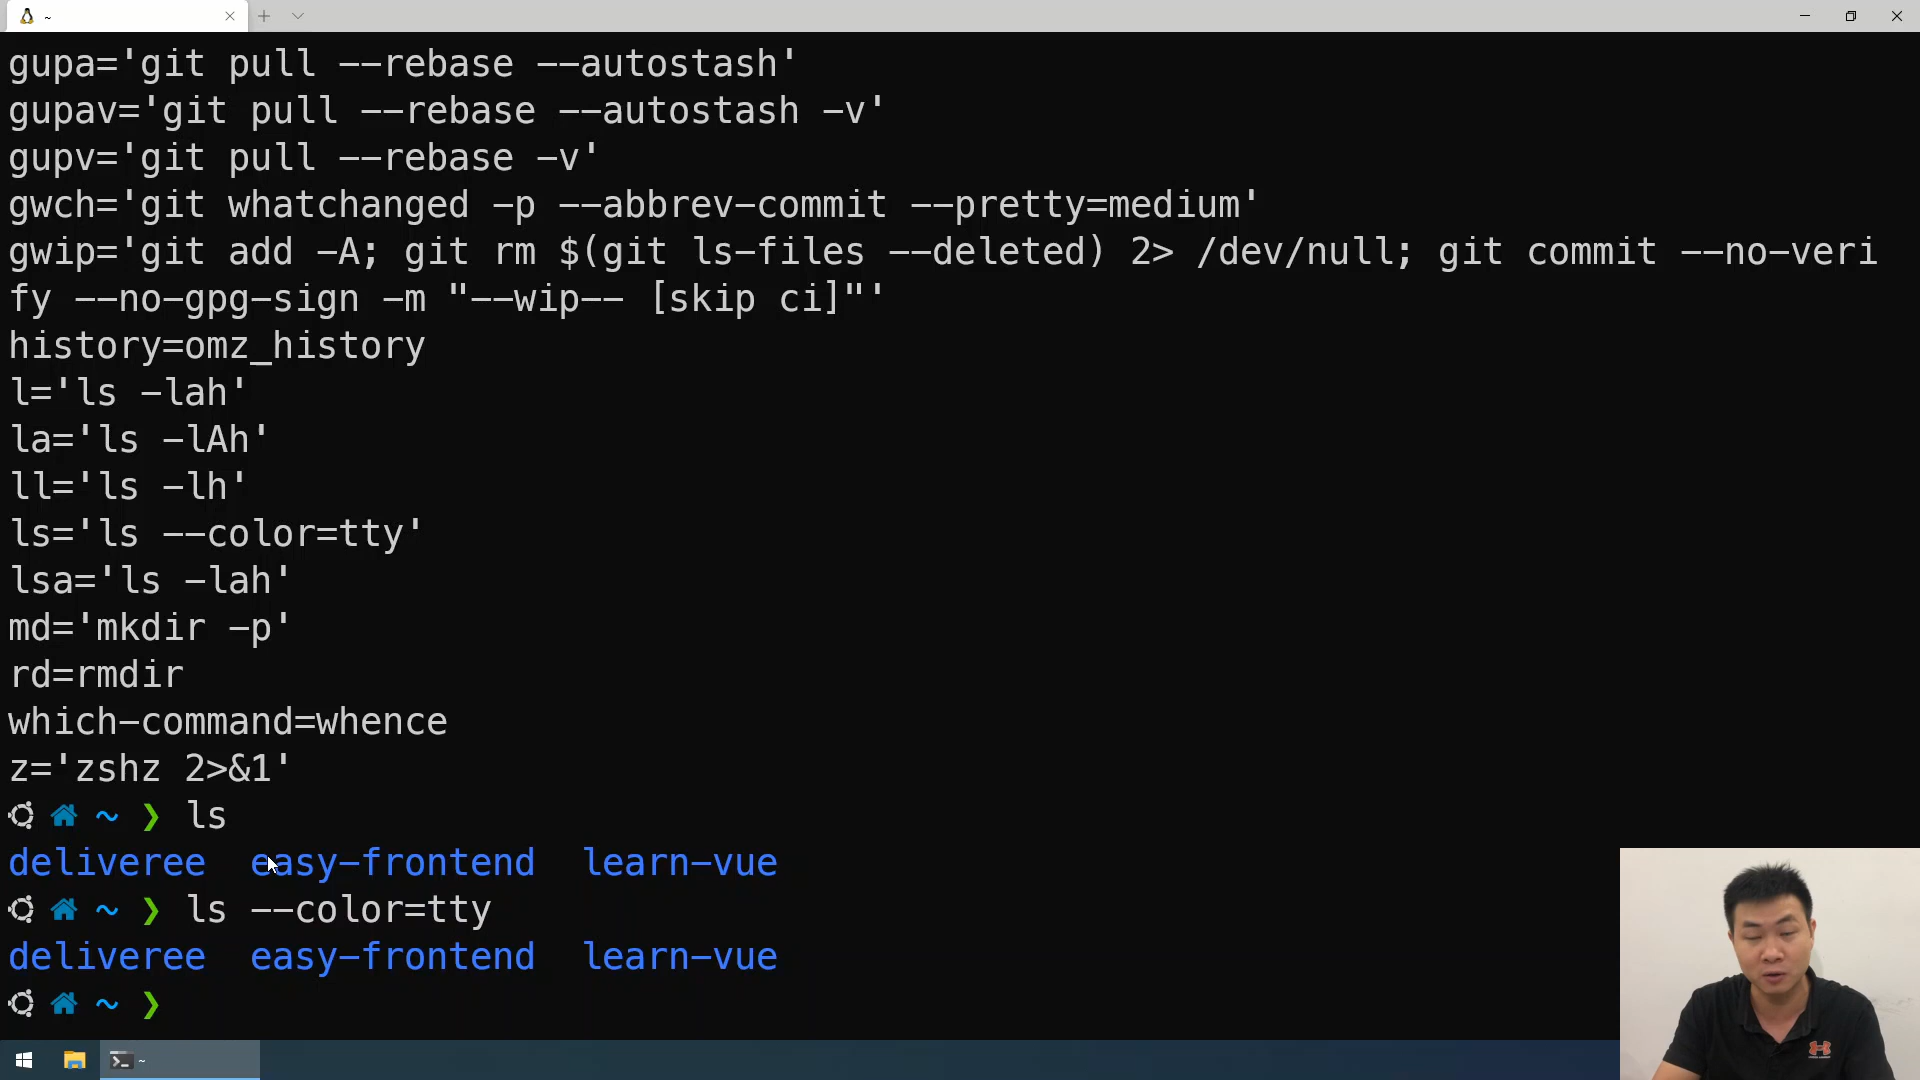 ~
gupa='git pull --rebase --autostash'
gupav='git pull --rebase --autostash -v'
gupv='git pull --rebase -v'
gwch='git whatchanged -p --abbrev-commit --pretty=medium'
gwip='git add -A; git rm $(git ls-files --deleted) 2> /dev/null; git commit --no-veri
fy --no-gpg-sign -m "--wip-- [skip ci]"'
history=omz_history
l='ls -lah'
la='ls -lAh'
ll='ls -lh'
ls='ls --color=tty'
lsa='ls -lah'
md='mkdir -p'
rd=rmdir
which-command=whence
z='zshz 2>&1'
~ ❯ ls
deliveree easy-frontend learn-vue
~ ❯ ls --color=tty
deliveree easy-frontend learn-vue
~ ❯
~